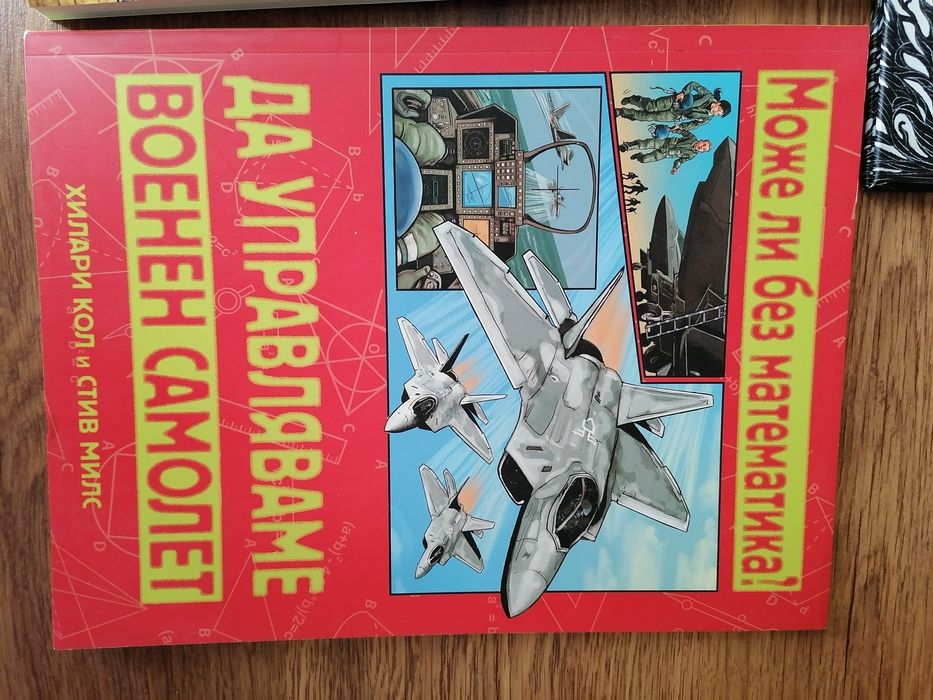 Може ли без математика!
ДА УПРАВЛЯВАМЕ
ВОЕНЕН САМОЛЕТ
ХИЛАРИ КОЛ И СТИВ МИЛС